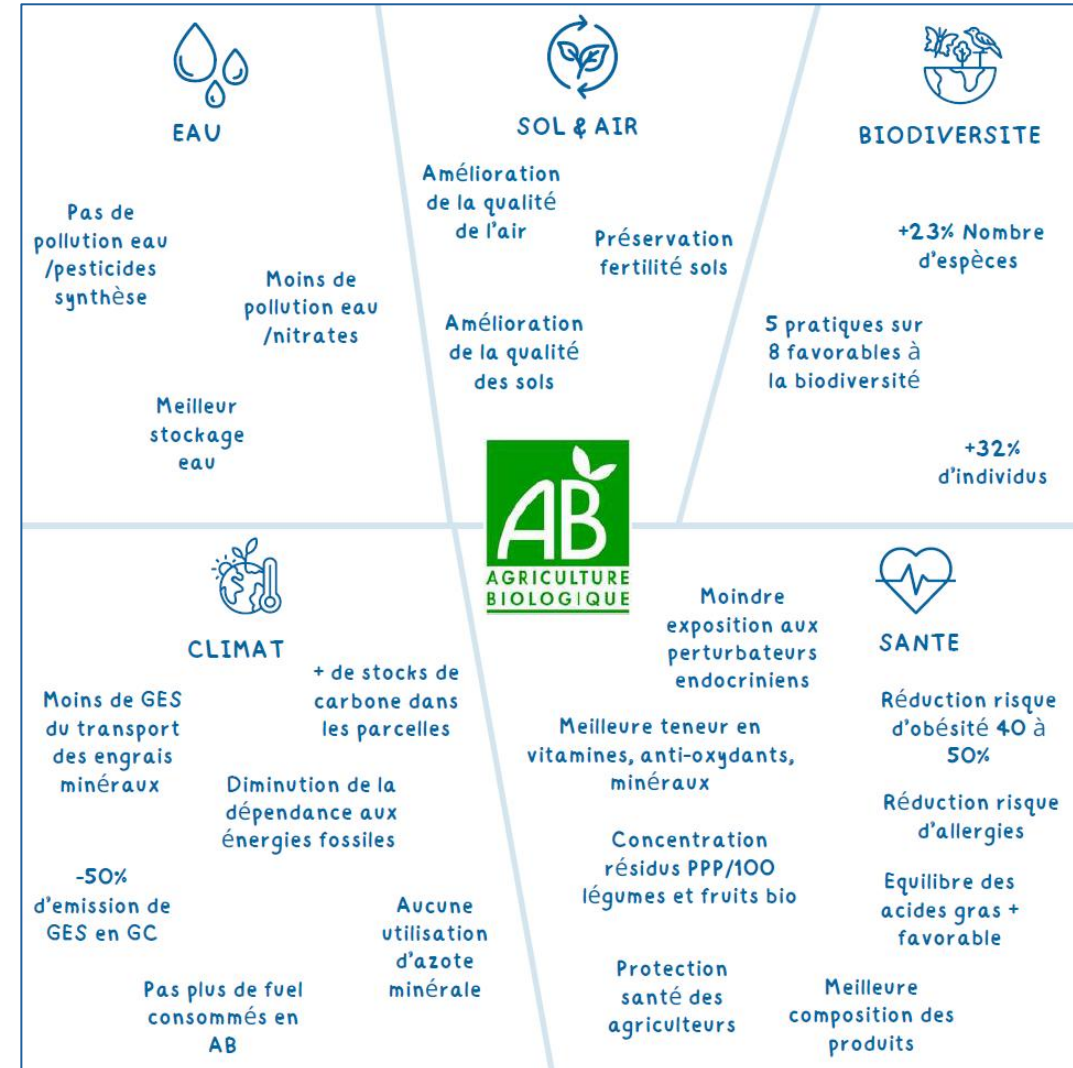 EAU
Pas de
pollution eau
/pesticides
synthèse
Moins de
pollution eau
/nitrates
Meilleur
stockage
eau
SOL & AIR
Amélioration
de la qualité
de l'air
Préservation
fertilité sols
Amélioration
de la qualité
des sols
BIODIVERSITE
+23% Nombre
d'espèces
5 pratiques sur
8 favorables à
la biodiversité
+32%
d'individus
AB
AGRICULTURE
BIOLOGIQUE
CLIMAT
+ de stocks de
carbone dans
les parcelles
Moins de GES
du transport
des engrais
minéraux
Diminution de la
dépendance aux
énergies fossiles
-50%
d'emission de
GES en GC
Aucune
utilisation
d'azote
minérale
Pas plus de fuel
consommés en
AB
SANTE
Moindre
exposition aux
perturbateurs
endocriniens
Réduction risque
d'obésité 40 à
50%
Meilleure teneur en
vitamines, anti-oxydants,
minéraux
Réduction risque
d'allergies
Concentration
résidus PPP/100
légumes et fruits bio
Equilibre des
acides gras +
favorable
Protection
santé des
agriculteurs
Meilleure
composition des
produits